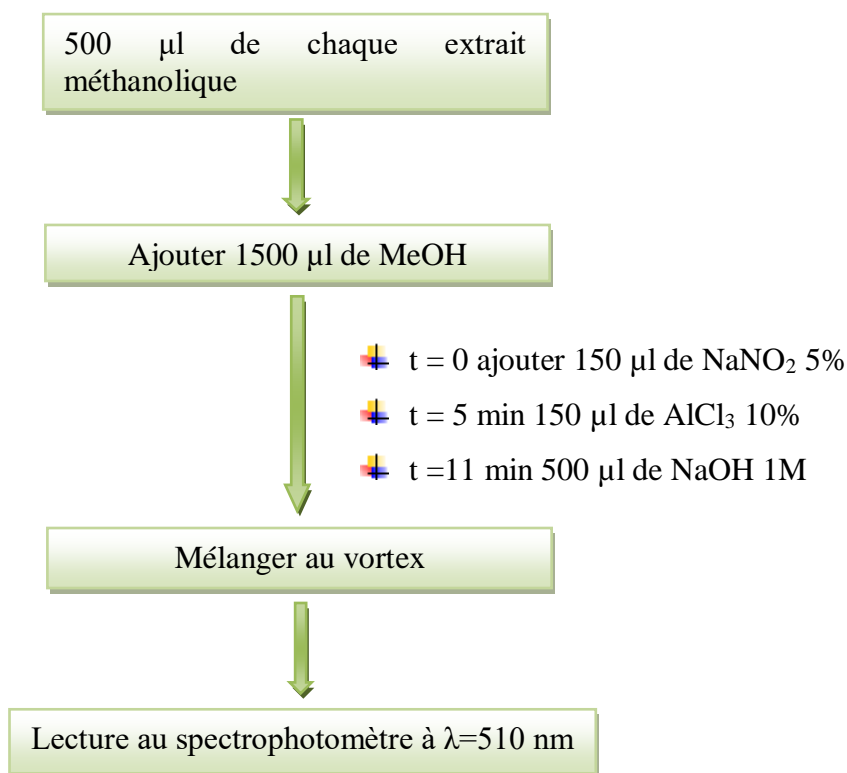 500 µl de chaque extrait
méthanolique
Ajouter 1500 µl de MeOH
t = 0 ajouter 150 µl de NaNO₂ 5%
t = 5 min 150 µl de AlCl₃ 10%
t =11 min 500 µl de NaOH 1M
Mélanger au vortex
Lecture au spectrophotomètre à λ=510 nm